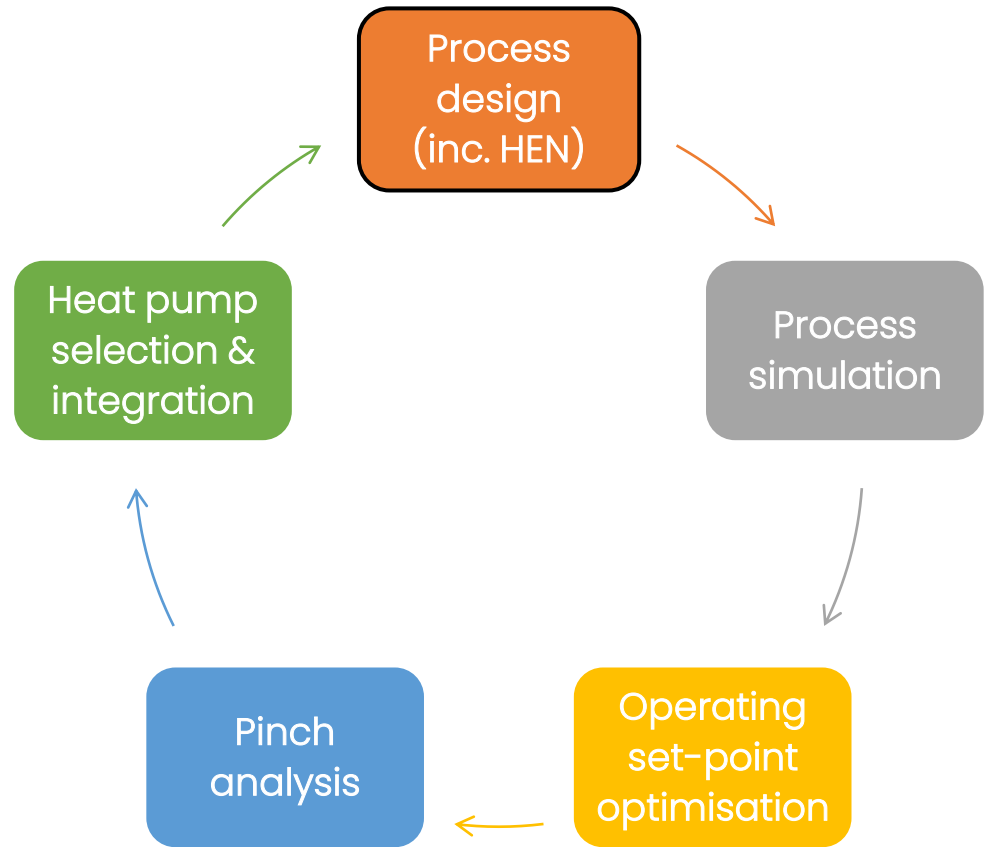 Process
design
(inc. HEN)
Process
simulation
Operating
set-point
optimisation
Pinch
analysis
Heat pump
selection &
integration